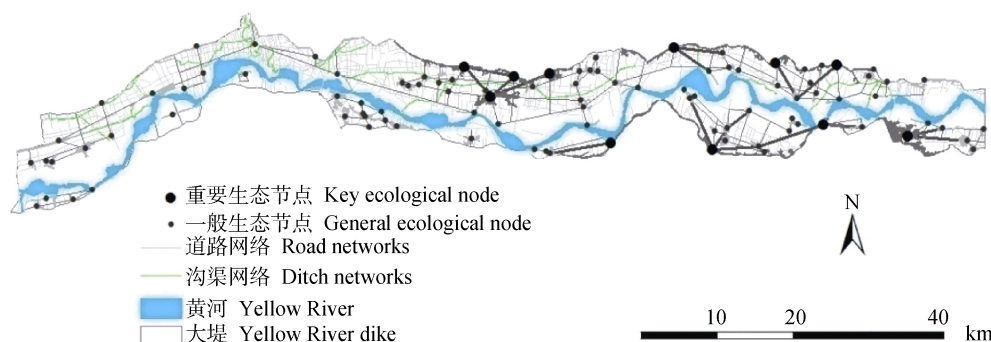 重要生态节点 Key ecological node
一般生态节点 General ecological node
道路网络 Road networks
沟渠网络 Ditch networks
黄河 Yellow River
大堤 Yellow River dike
N
10 20 40
km